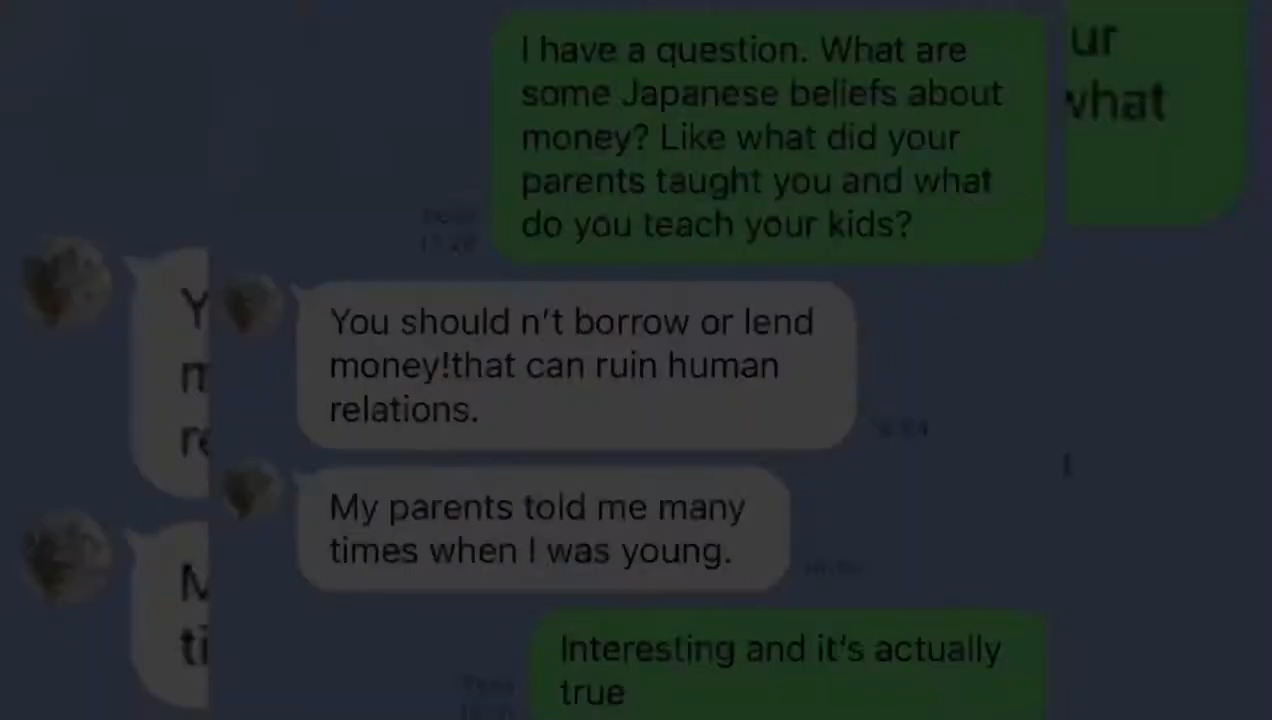 I have a question. What are
some Japanese beliefs about
money? Like what did your
parents taught you and what
do you teach your kids?
You should n't borrow or lend
money!that can ruin human
relations.
My parents told me many
times when I was young.
Interesting and it's actually
true
ur
what